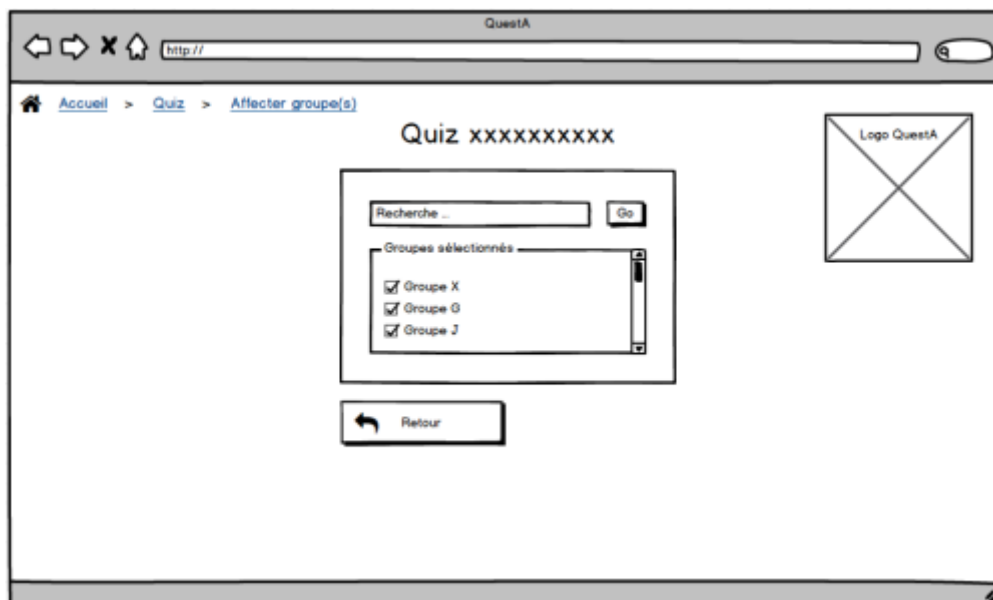 QuestA
http://
Accueil > Quiz > Affecter groupe(s)
Quiz xxxxxxxxxx
Logo QuestA
Recherche ...
Go
Groupes sélectionnés
Groupe X
Groupe G
Groupe J
Retour